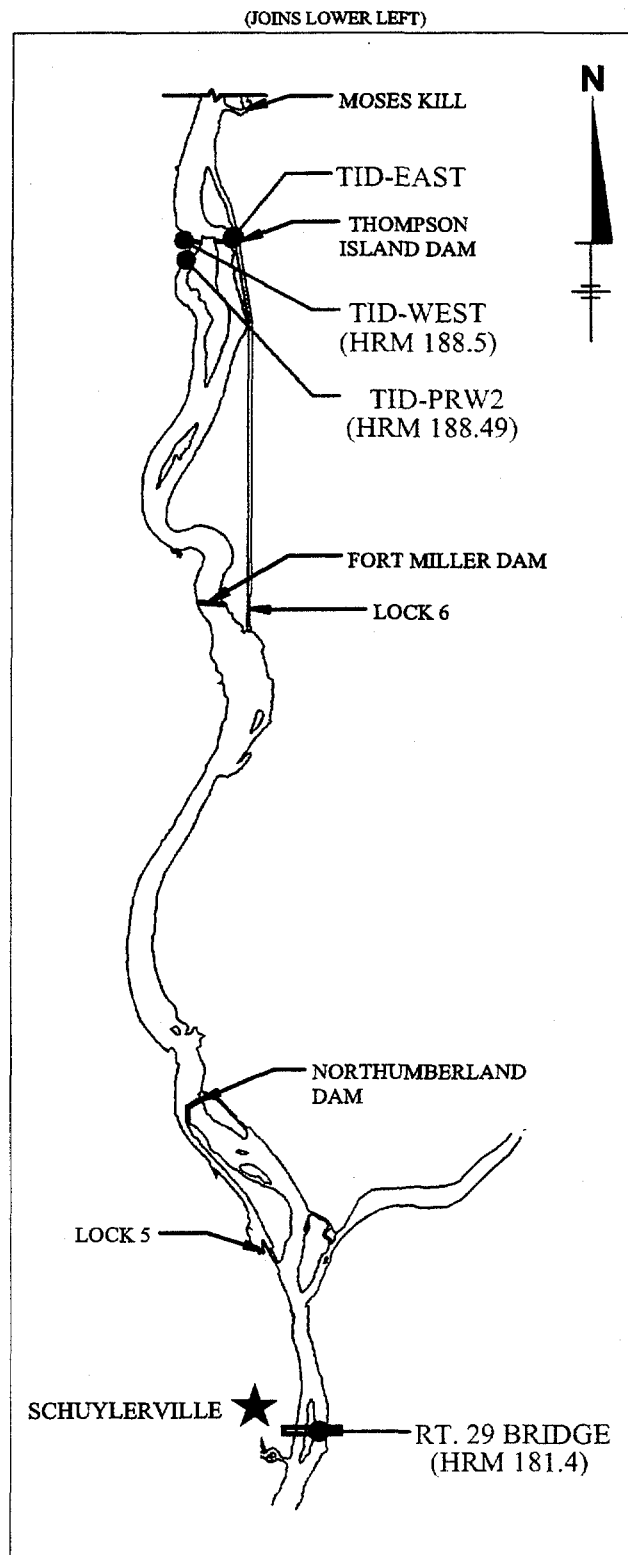 (JOINS LOWER LEFT)
MOSES KILL
N
TID-EAST
THOMPSON
ISLAND DAM
TID-WEST
(HRM 188.5)
TID-PRW2
(HRM 188.49)
FORT MILLER DAM
LOCK 6
NORTHUMBERLAND
DAM
LOCK 5
SCHUYLERVILLE
RT. 29 BRIDGE
(HRM 181.4)